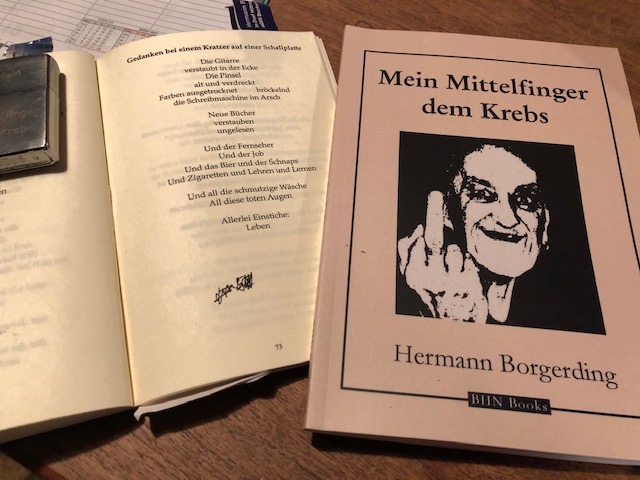 Gedanken bei einem Kratzer auf einer Schallplatte
Die Gitarre
verstaubt in der Ecke
Die Pinsel
alt und verdreckt
Farben ausgetrocknet bröckelnd
die Schreibmaschine im Arsch
Neue Bücher
verstauben
ungelesen
Und der Fernseher
Und der Job
Und das Bier und der Schnaps
Und Zigaretten und Lehren und Lernen
Und all die schmutzige Wäsche
All diese toten Augen
Allerlei Einstiche:
Leben
73
Mein Mittelfinger
dem Krebs
Hermann Borgerding
BIIN Books